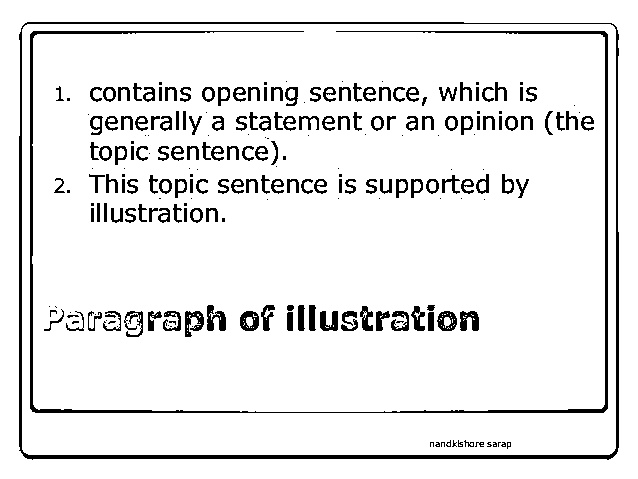 1. contains opening sentence, which is
generally a statement or an opinion (the
topic sentence).
2. This topic sentence is supported by
illustration.
Paragraph of illustration
nandkishore sarap